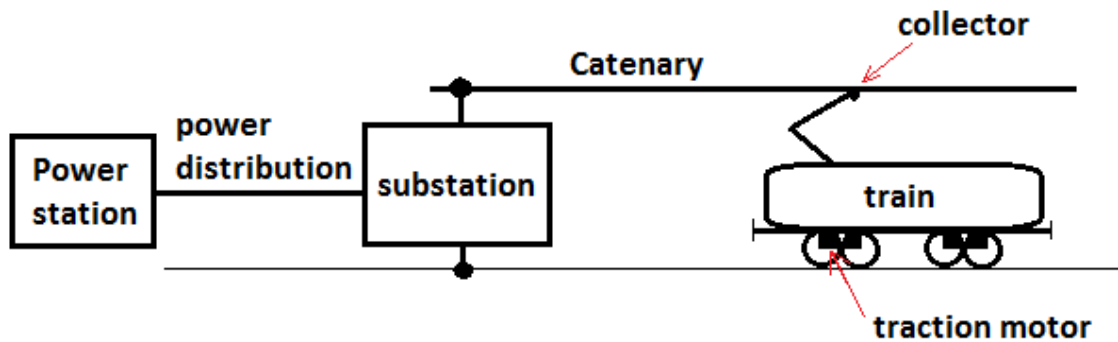 collector
Catenary
power
distribution
Power
station
substation
train
traction motor